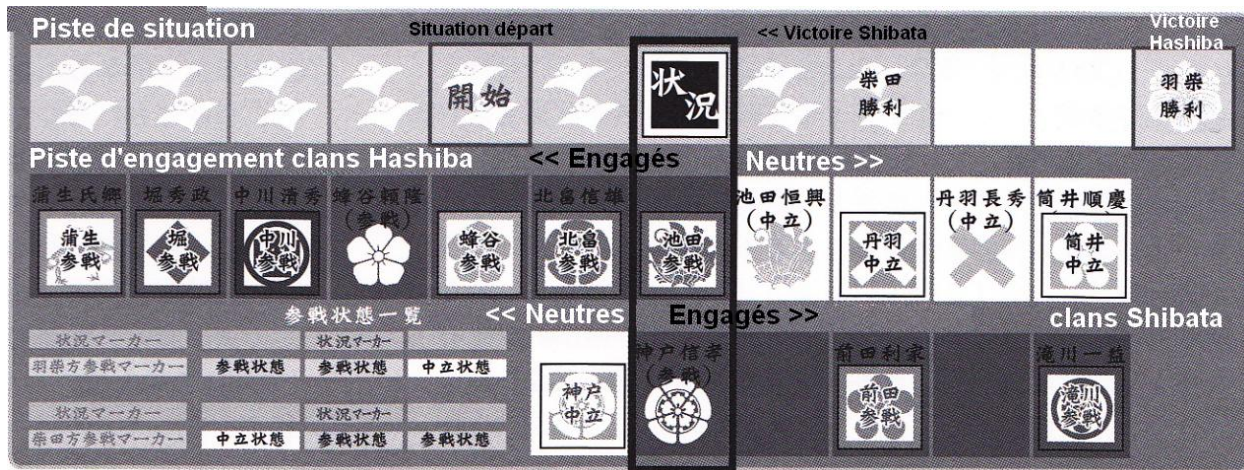 Piste de situation
Situation départ
<< Victoire Shibata
Victoire
Hashiba
開始
状況
柴田
勝利
羽柴
勝利
Piste d'engagement clans Hashiba
<< Engagés
Neutres >>
蒲生氏郷
堀秀政
中川清秀
蜂谷頼隆
(参戦)
北畠信雄
池田恒興
(中立)
丹羽長秀
(中立)
筒井順慶
蒲生
参戦
堀
参戦
中川
参戦
蜂谷
参戦
北畠
参戦
池田
参戦
丹羽
中立
筒井
中立
参戦状態一覧
<< Neutres
Engagés >>
clans Shibata
状況マーカー
状況マーカー
羽柴方参戦マーカー
参戦状態
参戦状態
中立状態
状況マーカー
状況マーカー
柴田方参戦マーカー
中立状態
参戦状態
参戦状態
神戸信孝
(参戦)
前田利家
滝川一益
神戸
中立
前田
参戦
滝川
参戦